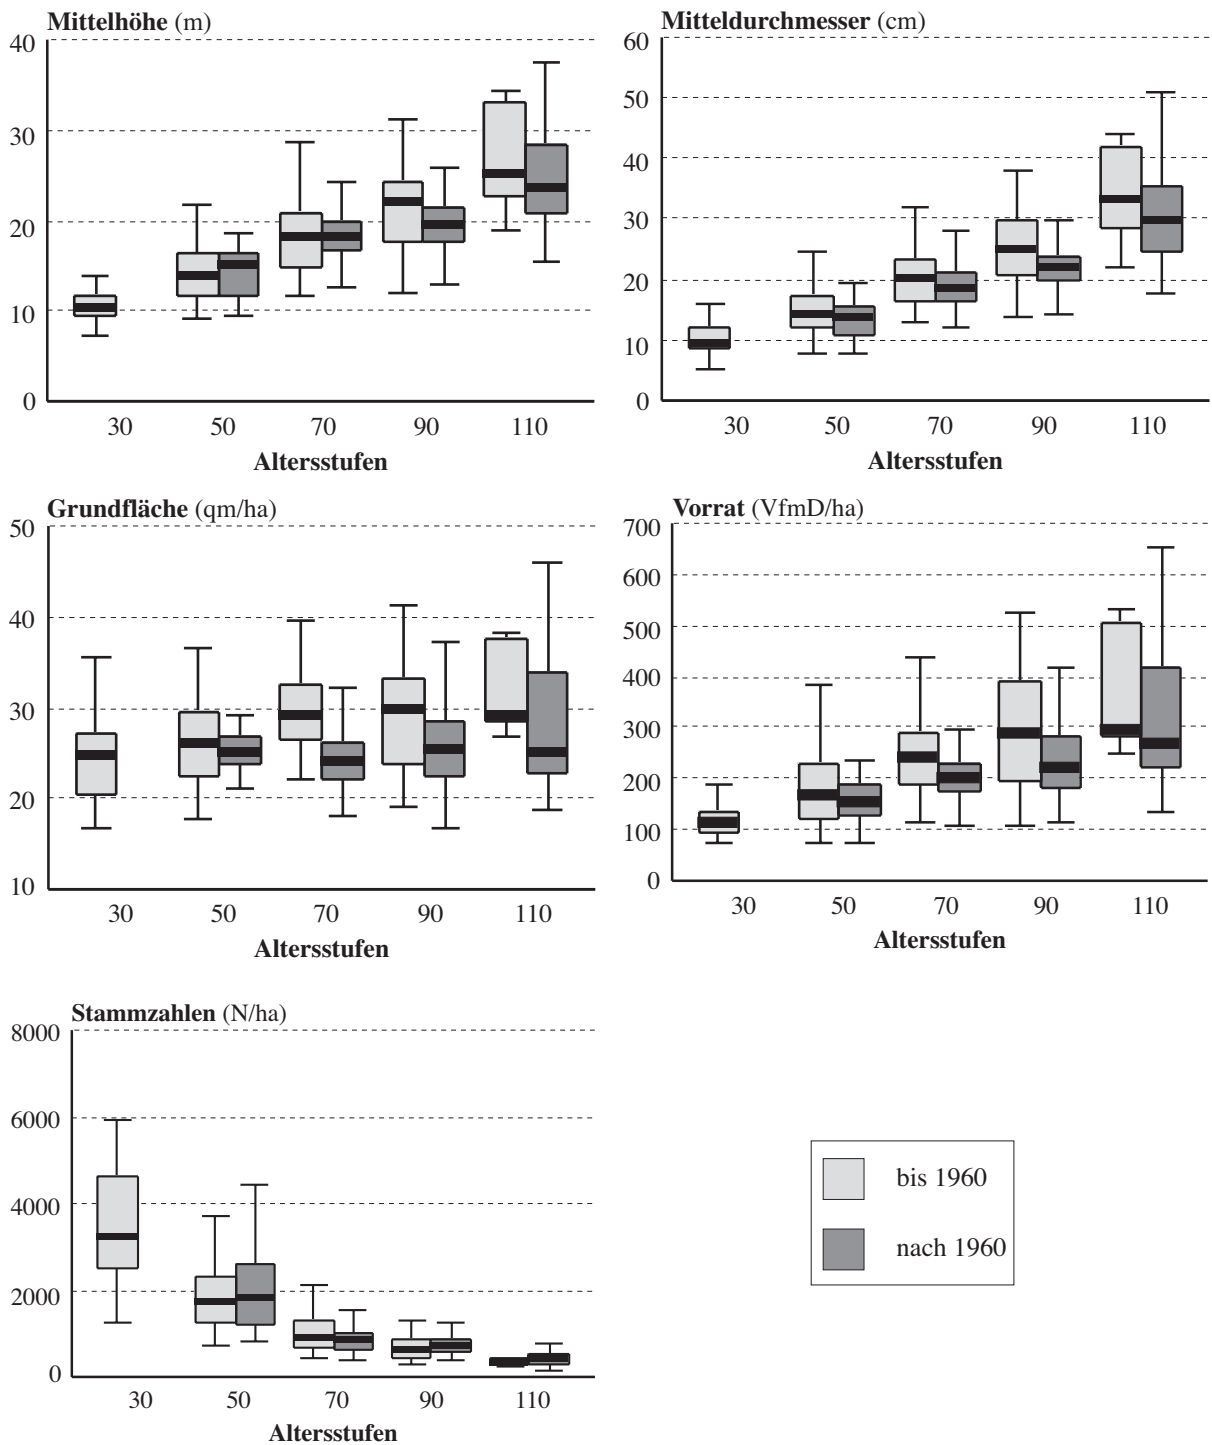 Mittelhöhe (m)
40
30
20
10
0
30 50 70 90 110
Altersstufen
Mitteldurchmesser (cm)
60
50
40
30
20
10
0
30 50 70 90 110
Altersstufen
Grundfläche (qm/ha)
50
40
30
20
10
30 50 70 90 110
Altersstufen
Vorrat (VfmD/ha)
700
600
500
400
300
200
100
0
30 50 70 90 110
Altersstufen
Stammzahlen (N/ha)
8000
6000
4000
2000
0
30 50 70 90 110
Altersstufen
bis 1960
nach 1960